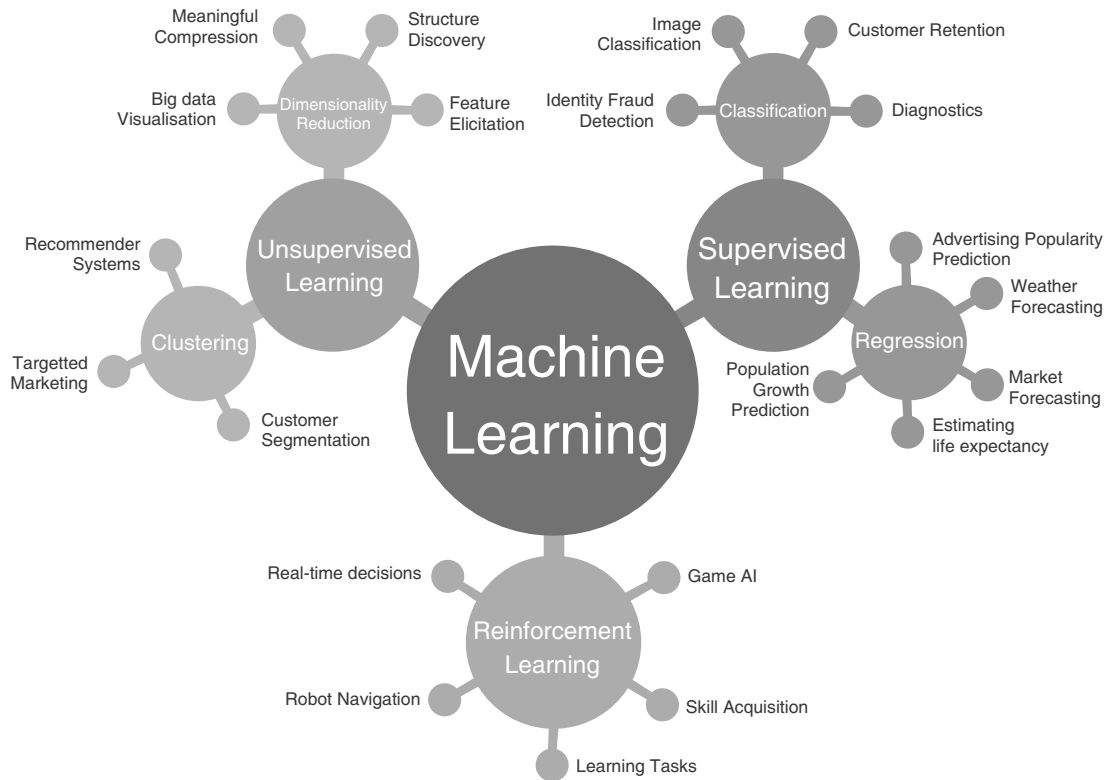 Meaningful
Compression
Structure
Discovery
Big data
Visualisation
Dimensionality
Reduction
Feature
Elicitation
Image
Classification
Customer Retention
Identity Fraud
Detection
Classification
Diagnostics
Unsupervised
Learning
Recommender
Systems
Clustering
Targetted
Marketing
Customer
Segmentation
Machine
Learning
Supervised
Learning
Advertising Popularity
Prediction
Weather
Forecasting
Regression
Population
Growth
Prediction
Market
Forecasting
Estimating
life expectancy
Real-time decisions
Game AI
Reinforcement
Learning
Robot Navigation
Skill Acquisition
Learning Tasks